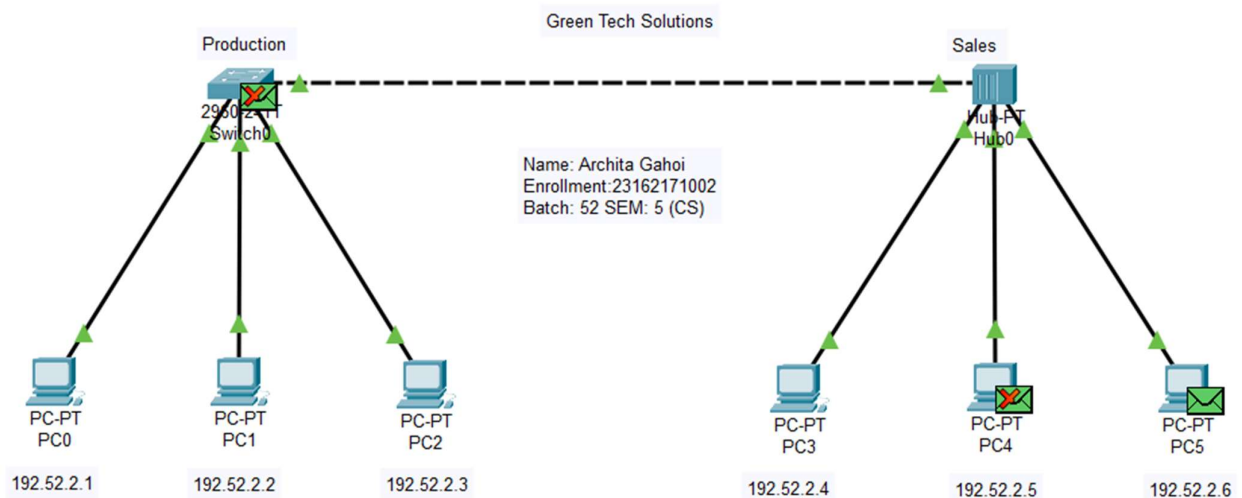 Green Tech Solutions
Production
Sales
Switch0
Hub-PT
Hub0
Name: Archita Gahoi
Enrollment:23162171002
Batch: 52 SEM: 5 (CS)
PC-PT
PC0
PC-PT
PC1
PC-PT
PC2
PC-PT
PC3
PC-PT
PC4
PC-PT
PC5
192.52.2.1
192.52.2.2
192.52.2.3
192.52.2.4
192.52.2.5
192.52.2.6